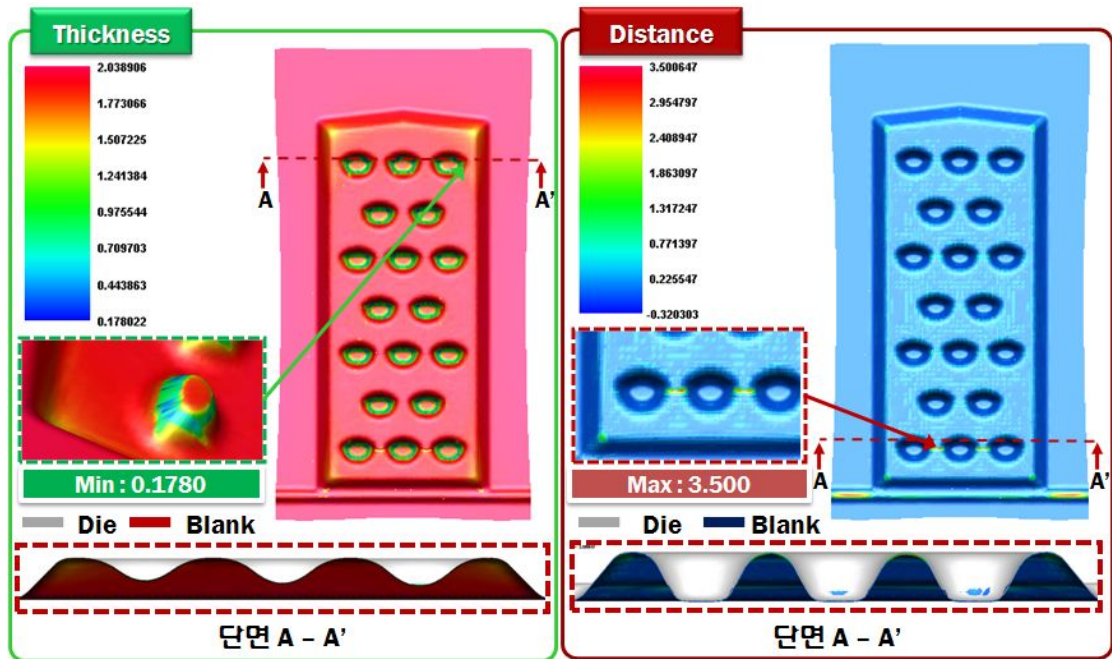 Thickness
2.038906
1.773066
1.507225
1.241384
0.975544
0.709703
0.443863
0.178022
A
A'
Min : 0.1780
Die
Blank
단면 A – A'
Distance
3.500647
2.954797
2.408947
1.863097
1.317247
0.771397
0.225547
-0.320303
A
A'
Max : 3.500
Die
Blank
단면 A – A'